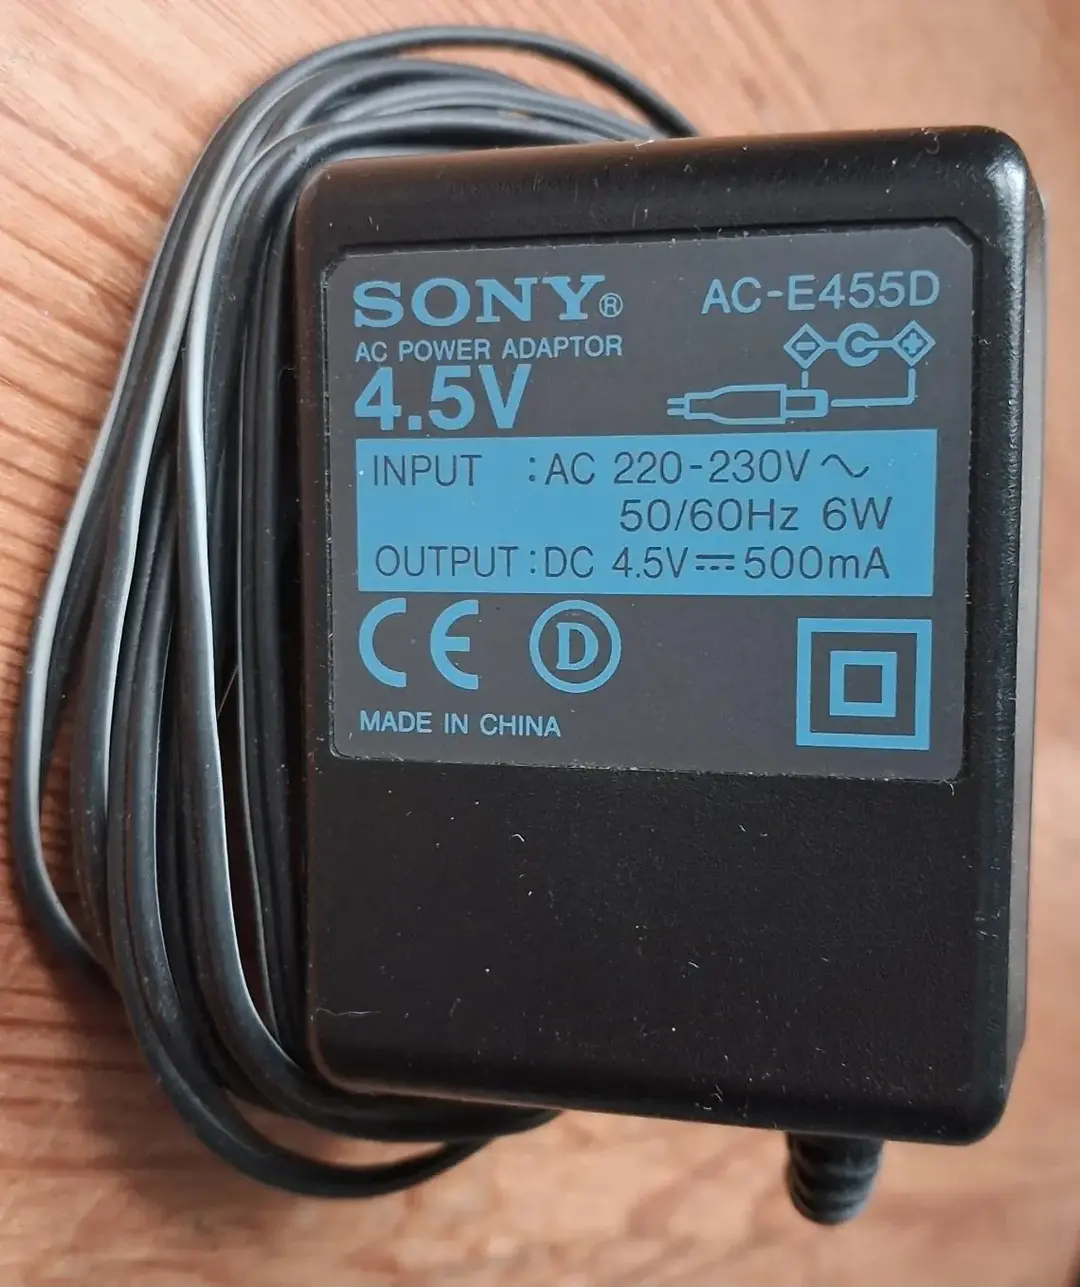 SONY®
AC-E455D
AC POWER ADAPTOR
4.5V
INPUT : AC 220-230V ~
50/60Hz 6W
OUTPUT : DC 4.5V ⎓ 500mA
CE D
MADE IN CHINA